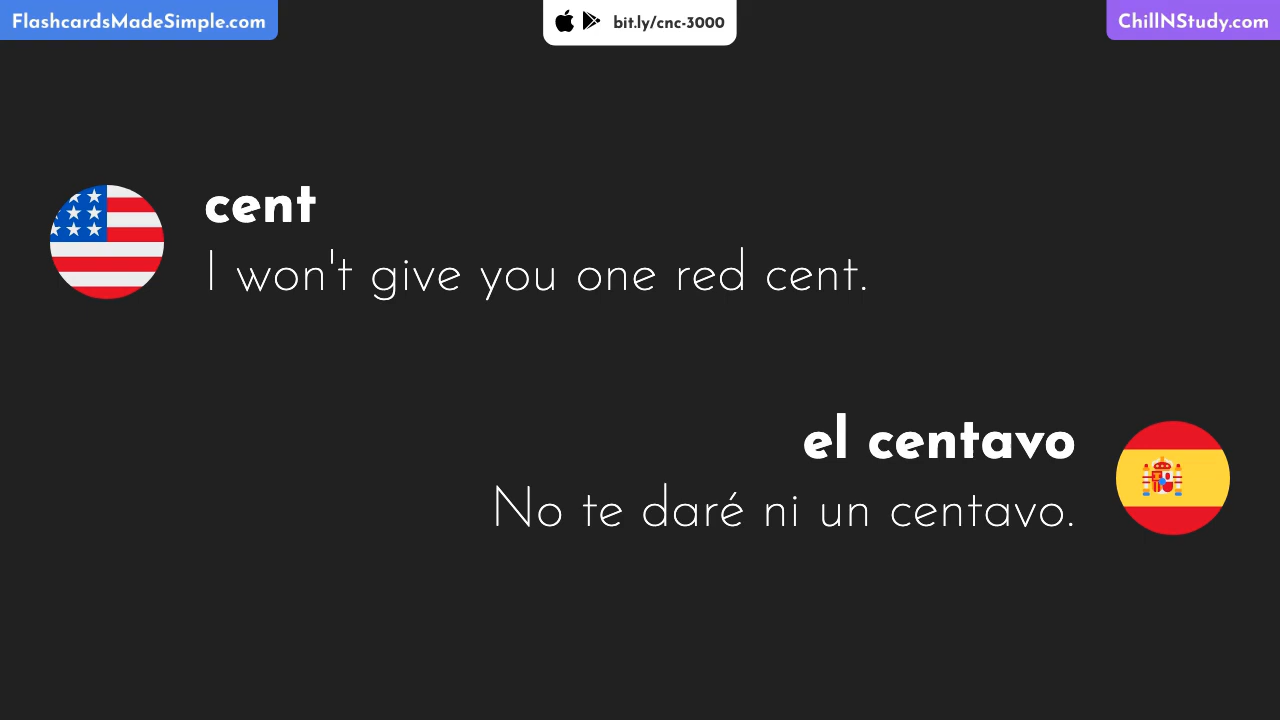 FlashcardsMadeSimple.com
bit.ly/cnc-3000
ChillNStudy.com
cent
I won't give you one red cent.
el centavo
No te daré ni un centavo.